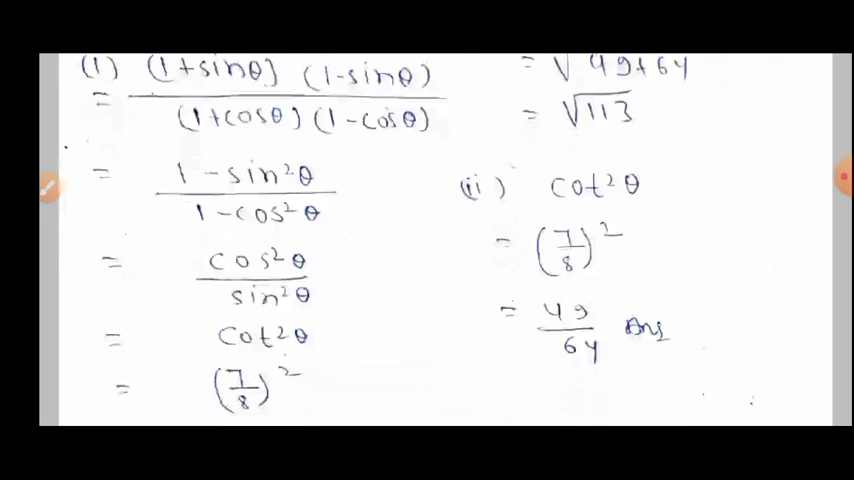 (i) (1+sinθ) (1-sinθ)
= (1+cosθ) (1-cosθ)
= 1 - sin²θ
1 - cos²θ
= cos²θ
sin²θ
= cot²θ
= (7/8)²
= √49+64
= √113
(ii) cot²θ
= (7/8)²
= 49
64 Ans